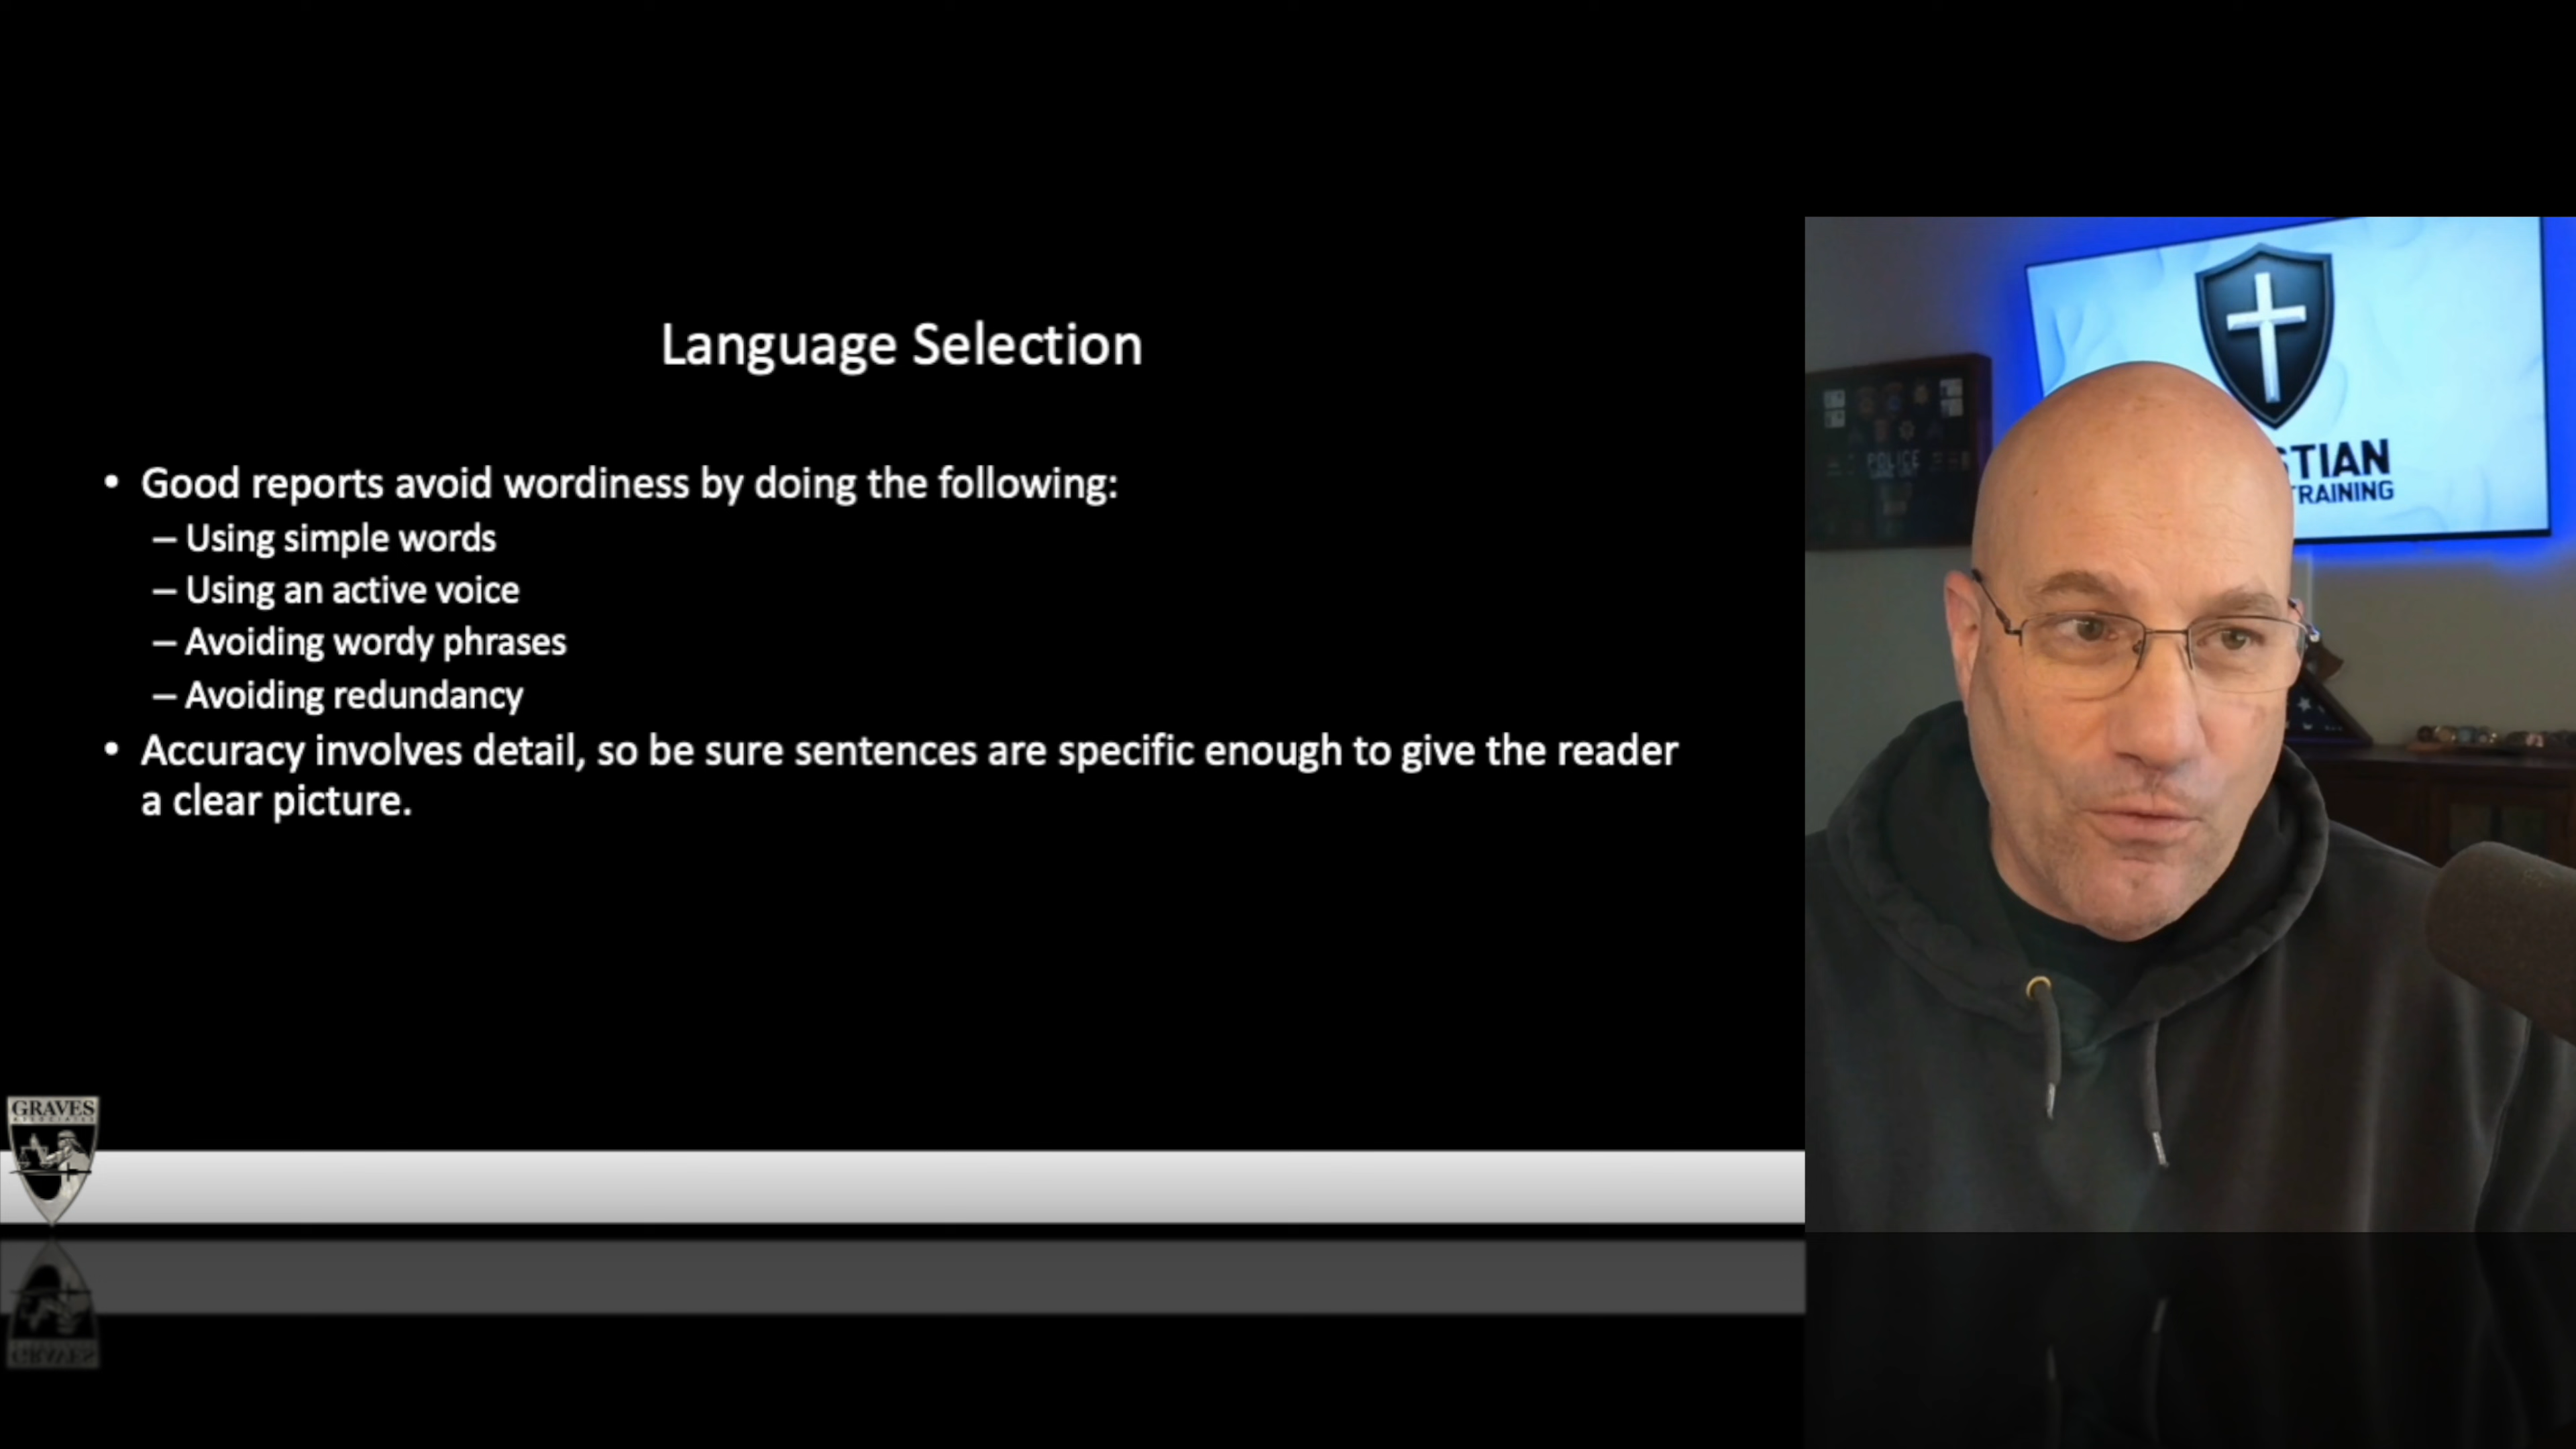 Language Selection
• Good reports avoid wordiness by doing the following:
– Using simple words
– Using an active voice
– Avoiding wordy phrases
– Avoiding redundancy
• Accuracy involves detail, so be sure sentences are specific enough to give the reader
a clear picture.
GRAVES
POLICE
STIAN
TRAINING